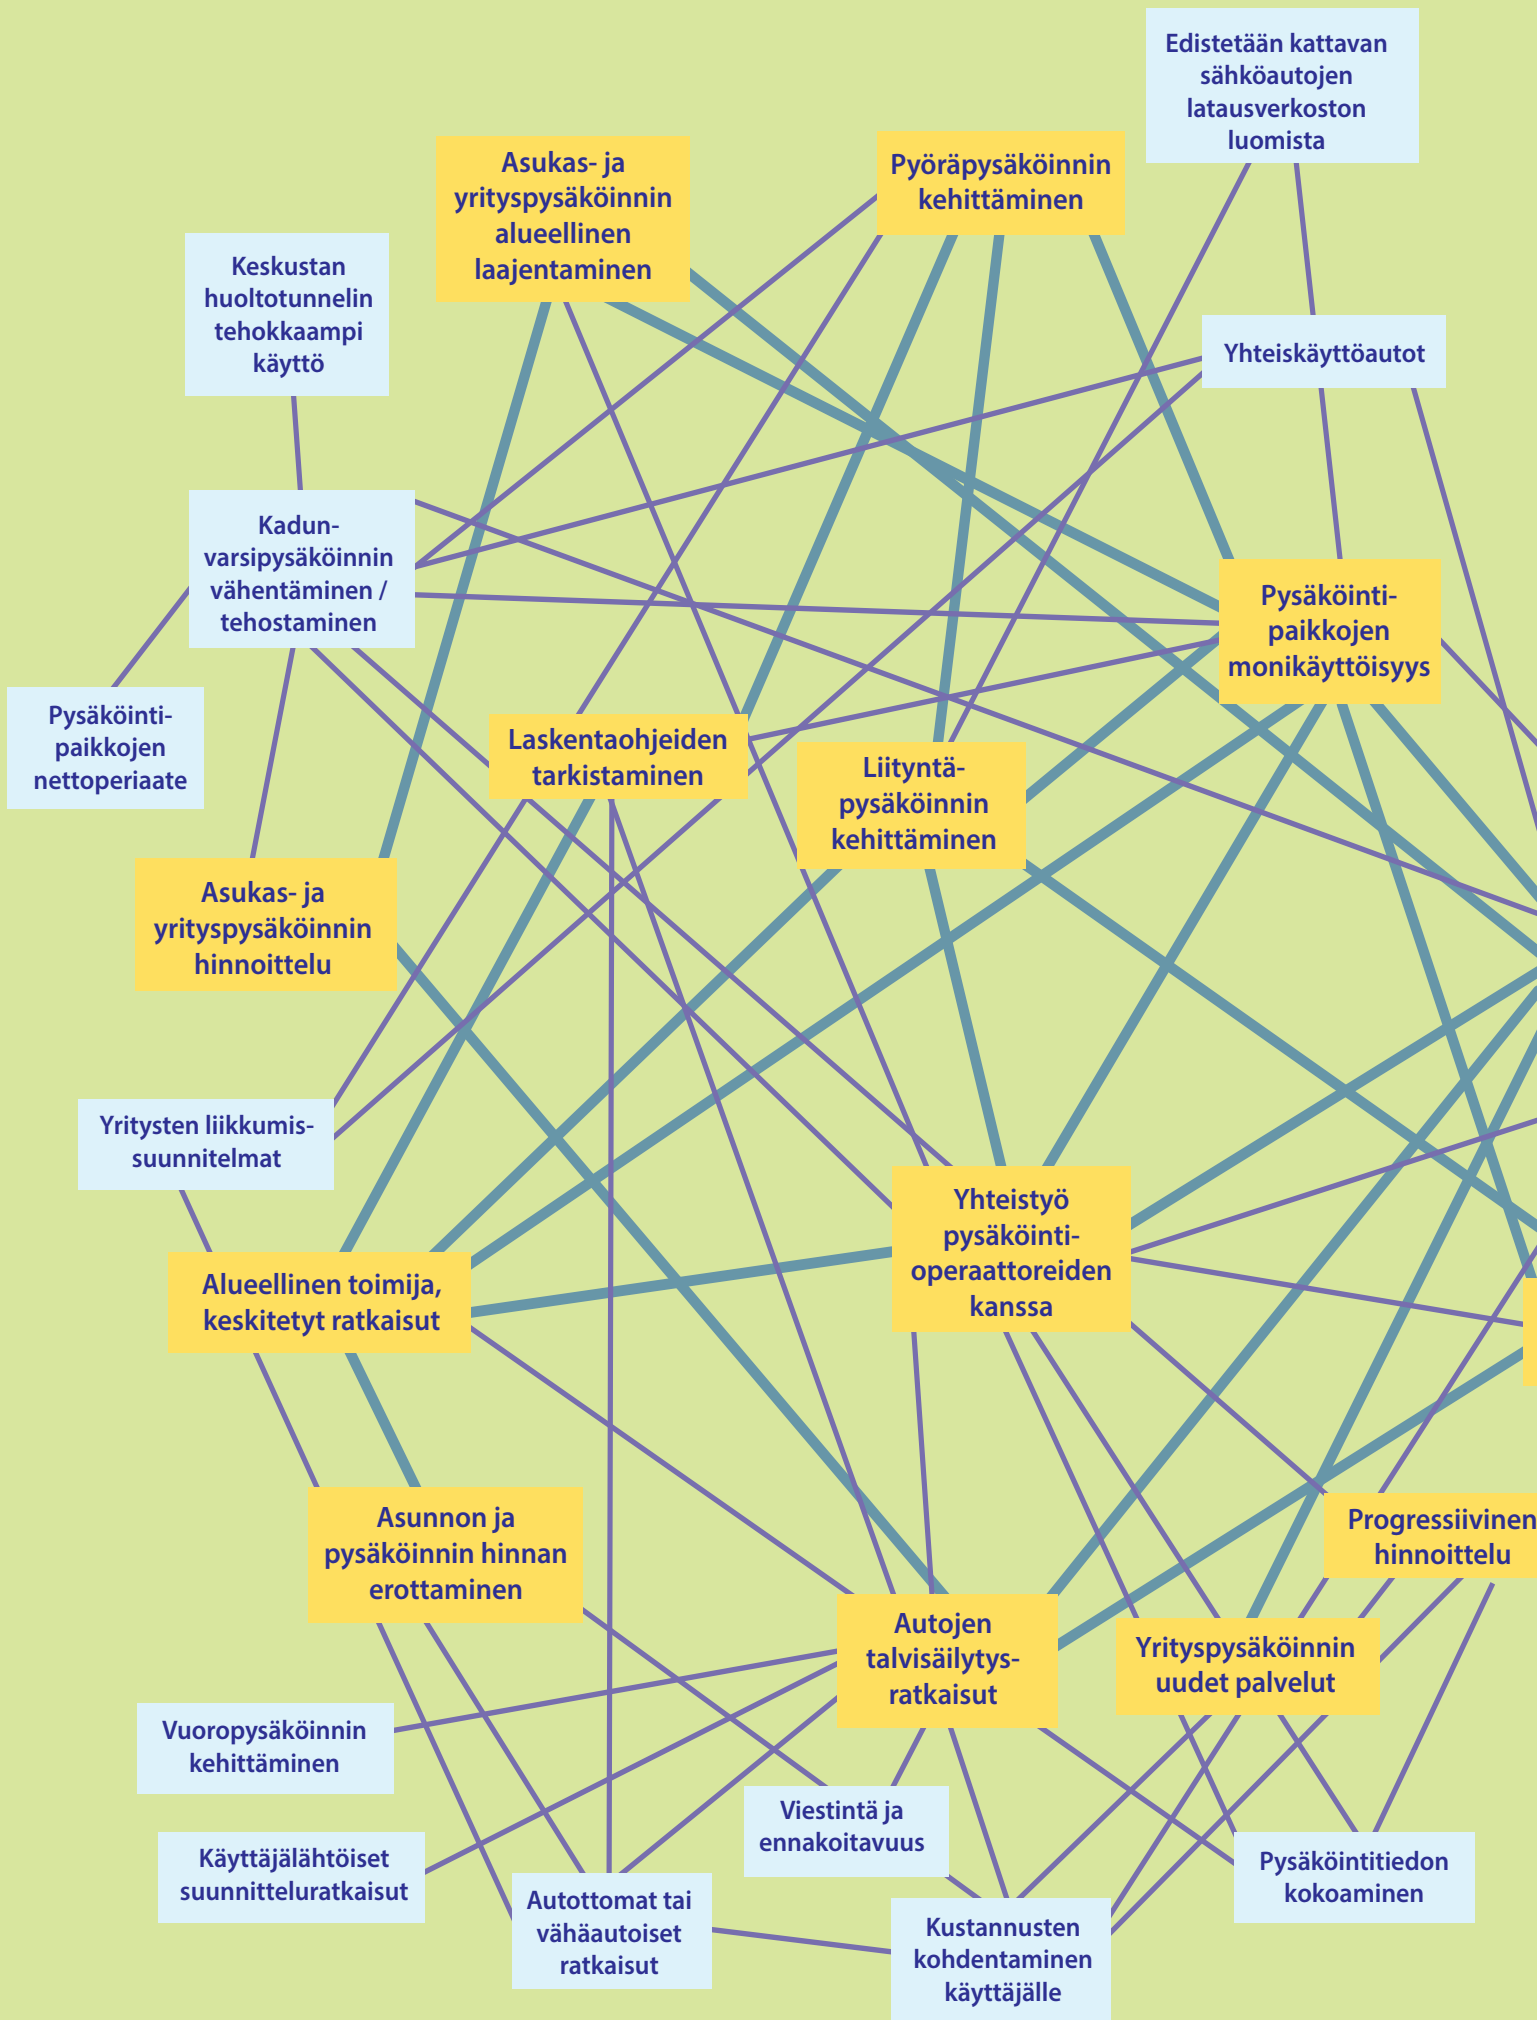 Edistetään kattavan
sähköautojen
latausverkoston
luomista
Asukas- ja
yrityspysäköinnin
alueellinen
laajentaminen
Pyöräpysäköinnin
kehittäminen
Keskustan
huoltotunnelin
tehokkaampi
käyttö
Yhteiskäyttöautot
Kadun-
varsipysäköinnin
vähentäminen /
tehostaminen
Pysäköinti-
paikkojen
monikäyttöisyys
Pysäköinti-
paikkojen
nettoperiaate
Laskentaohjeiden
tarkistaminen
Liityntä-
pysäköinnin
kehittäminen
Asukas- ja
yrityspysäköinnin
hinnoittelu
Yritysten liikkumis-
suunnitelmat
Yhteistyö
pysäköinti-
operaattoreiden
kanssa
Alueellinen toimija,
keskitetyt ratkaisut
Asunnon ja
pysäköinnin hinnan
erottaminen
Progressiivinen
hinnoittelu
Autojen
talvisäilytys-
ratkaisut
Yrityspysäköinnin
uudet palvelut
Vuoropysäköinnin
kehittäminen
Viestintä ja
ennakoitavuus
Käyttäjälähtöiset
suunnitteluratkaisut
Pysäköintitiedon
kokoaminen
Autottomat tai
vähäautoiset
ratkaisut
Kustannusten
kohdentaminen
käyttäjälle